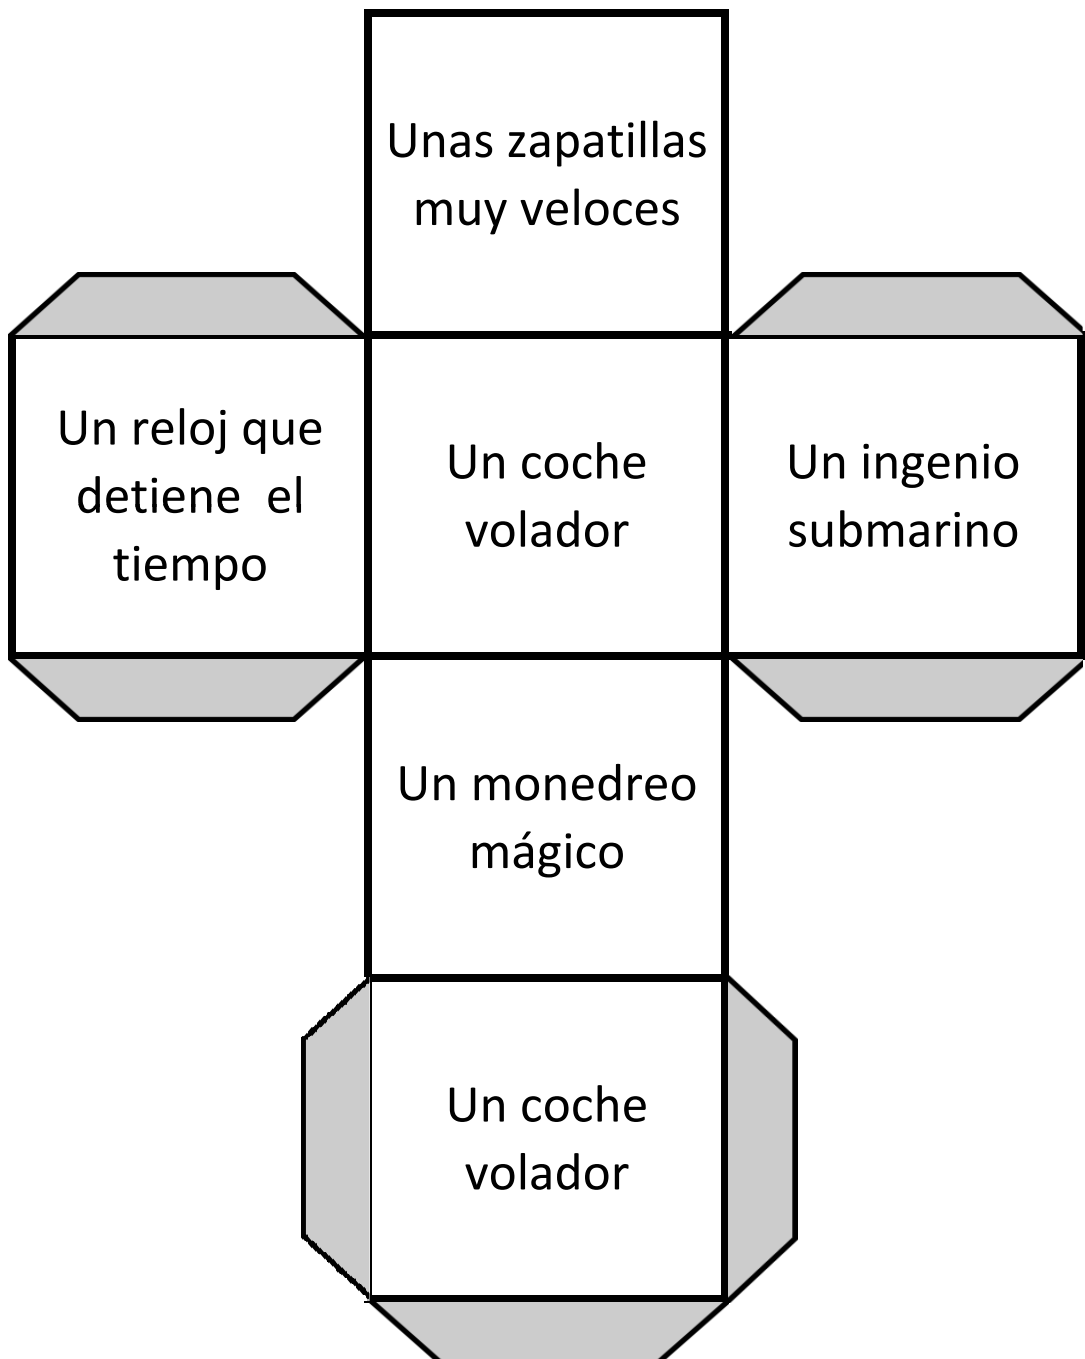 Unas zapatillas
muy veloces
Un reloj que
detiene  el
tiempo
Un coche
volador
Un ingenio
submarino
Un monedreo
mágico
Un coche
volador